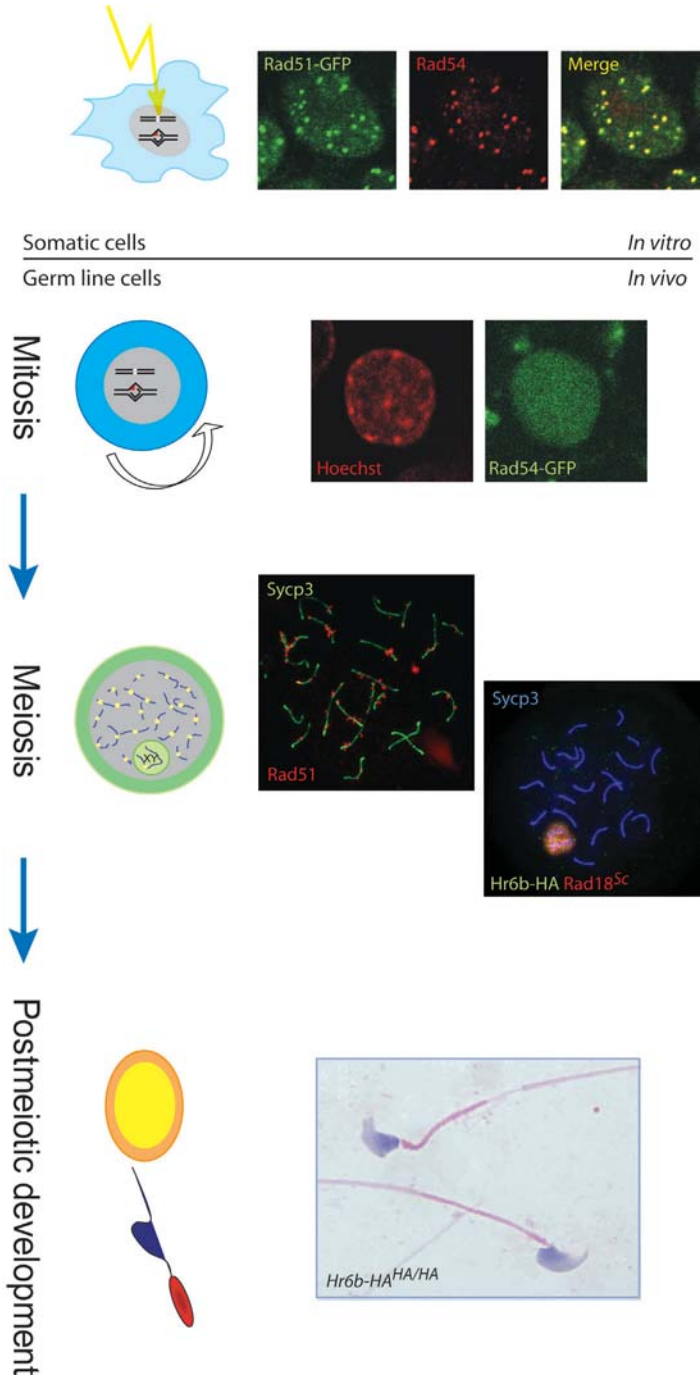 Rad51-GFP Rad54 Merge
Somatic cells In vitro
Germ line cells In vivo
Mitosis
Hoechst Rad54-GFP
Meiosis
Sycp3
Rad51
Sycp3
Hr6b-HA Rad18Sc
Postmeiotic development
Hr6b-HAHA/HA